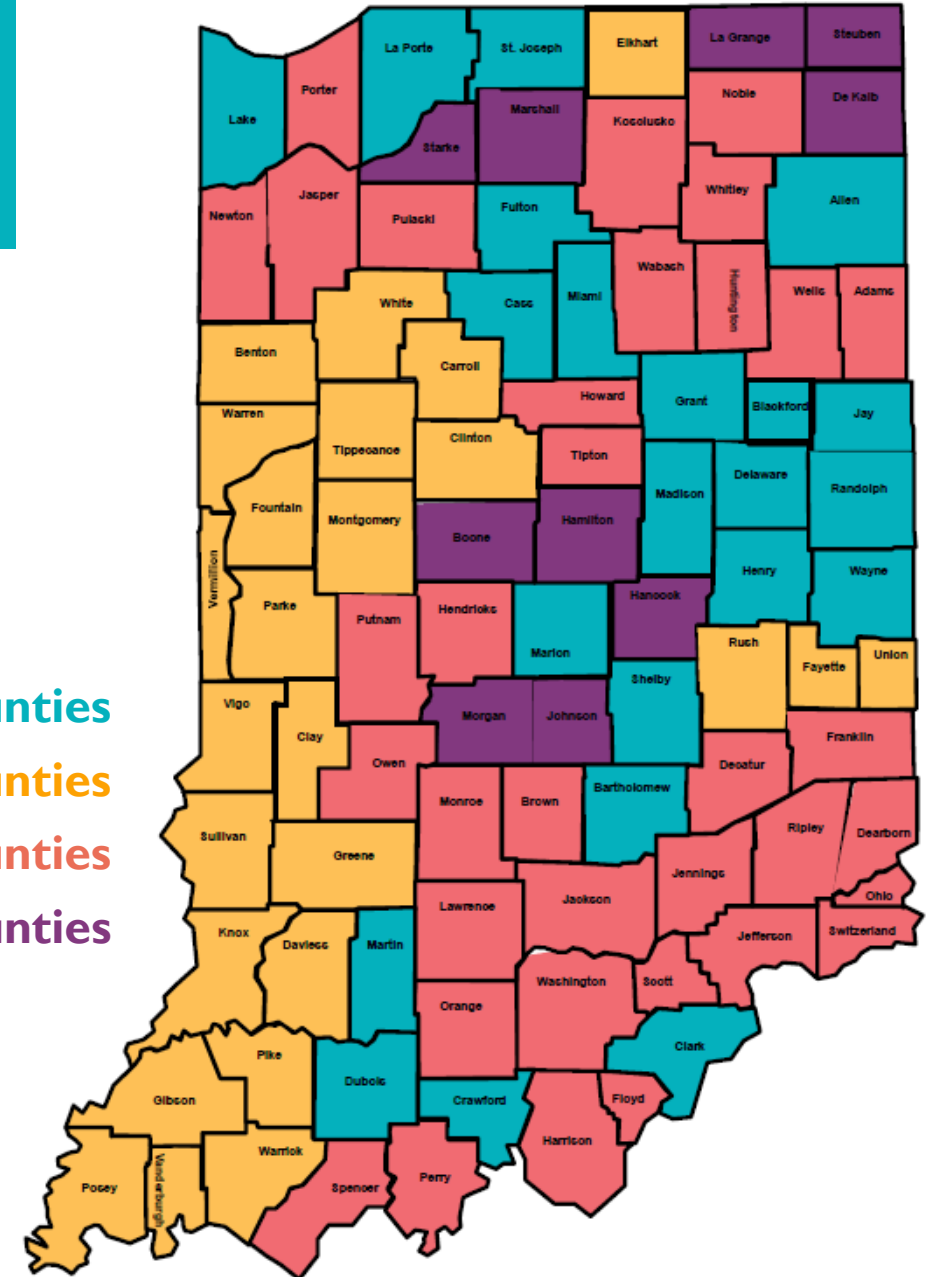 La Porte
St. Joseph
Elkhart
La Grange
Steuben
Lake
Porter
Starke
Marshall
Kosciusko
Noble
De Kalb
Newton
Jasper
Pulaski
Fulton
Whitley
Allen
White
Cass
Miami
Wabash
Huntington
Wells
Adams
Benton
Carroll
Howard
Grant
Blackford
Jay
Warren
Tippecanoe
Clinton
Tipton
Madison
Delaware
Randolph
Fountain
Montgomery
Boone
Hamilton
Henry
Wayne
Vermillion
Parke
Putnam
Hendricks
Marion
Hancock
Rush
Fayette
Union
Vigo
Clay
Owen
Morgan
Johnson
Shelby
Decatur
Franklin
Sullivan
Greene
Monroe
Brown
Bartholomew
Jennings
Ripley
Dearborn
Ohio
Knox
Daviess
Martin
Lawrence
Jackson
Jefferson
Switzerland
Orange
Washington
Scott
Clark
Gibson
Pike
Dubois
Crawford
Harrison
Floyd
Posey
Vanderburgh
Warrick
Spencer
Perry
unties
unties
unties
unties